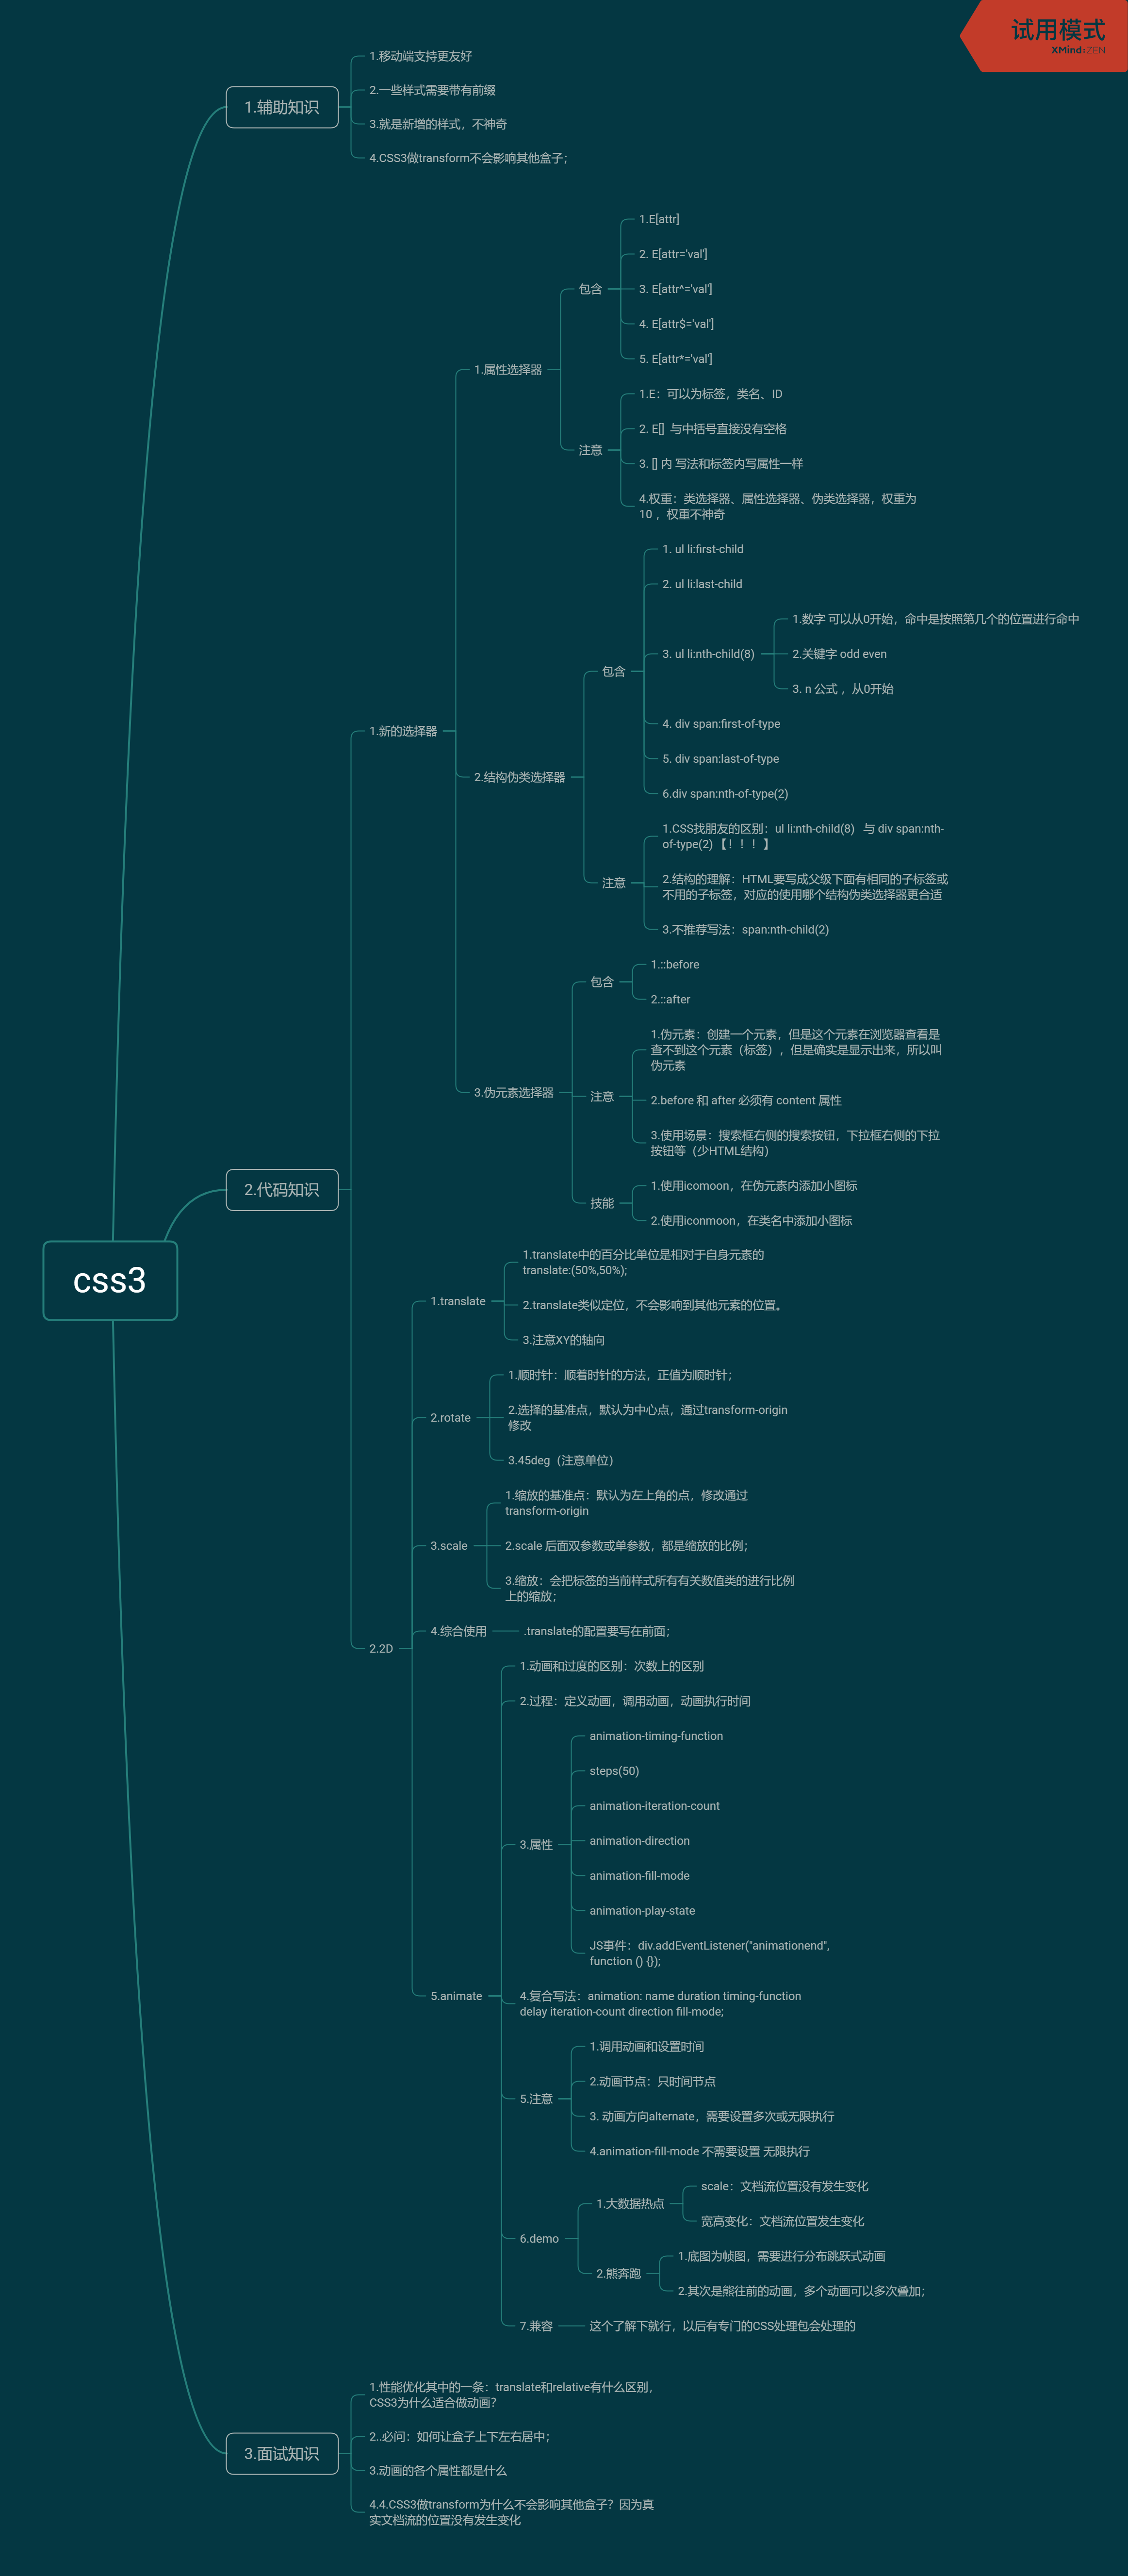 试用模式
XMind:ZEN
css3
1.辅助知识
1.移动端支持更友好
2.一些样式需要带有前缀
3.就是新增的样式，不神奇
4.CSS3做transform不会影响其他盒子；
2.代码知识
1.新的选择器
1.属性选择器
包含
1.E[attr]
2. E[attr='val']
3. E[attr^='val']
4. E[attr$='val']
5. E[attr*='val']
注意
1.E：可以为标签，类名、ID
2. E[] 与中括号直接没有空格
3. [] 内 写法和标签内写属性一样
4.权重：类选择器、属性选择器、伪类选择器，权重为
10 ，权重不神奇
2.结构伪类选择器
包含
1. ul li:first-child
2. ul li:last-child
3. ul li:nth-child(8)
1.数字 可以从0开始，命中是按照第几个的位置进行命中
2.关键字 odd even
3. n 公式 ，从0开始
4. div span:first-of-type
5. div span:last-of-type
6.div span:nth-of-type(2)
注意
1.CSS找朋友的区别：ul li:nth-child(8) 与 div span:nth-
of-type(2) 【！！！】
2.结构的理解：HTML要写成父级下面有相同的子标签或
不用的子标签，对应的使用哪个结构伪类选择器更合适
3.不推荐写法：span:nth-child(2)
3.伪元素选择器
包含
1.::before
2.::after
注意
1.伪元素：创建一个元素，但是这个元素在浏览器查看是
查不到这个元素（标签），但是确实是显示出来，所以叫
伪元素
2.before 和 after 必须有 content 属性
3.使用场景：搜索框右侧的搜索按钮，下拉框右侧的下拉
按钮等（少HTML结构）
技能
1.使用icomoon，在伪元素内添加小图标
2.使用iconmoon，在类名中添加小图标
2.2D
1.translate
1.translate中的百分比单位是相对于自身元素的
translate:(50%,50%);
2.translate类似定位，不会影响到其他元素的位置。
3.注意XY的轴向
2.rotate
1.顺时针：顺着时针的方法，正值为顺时针；
2.选择的基准点，默认为中心点，通过transform-origin
修改
3.45deg（注意单位）
3.scale
1.缩放的基准点：默认为左上角的点，修改通过
transform-origin
2.scale 后面双参数或单参数，都是缩放的比例；
3.缩放：会把标签的当前样式所有有关数值类的进行比例
上的缩放；
4.综合使用
.translate的配置要写在前面；
5.animate
1.动画和过度的区别：次数上的区别
2.过程：定义动画，调用动画，动画执行时间
3.属性
animation-timing-function
steps(50)
animation-iteration-count
animation-direction
animation-fill-mode
animation-play-state
JS事件：div.addEventListener("animationend",
function () {});
4.复合写法：animation: name duration timing-function
delay iteration-count direction fill-mode;
5.注意
1.调用动画和设置时间
2.动画节点：只时间节点
3. 动画方向alternate，需要设置多次或无限执行
4.animation-fill-mode 不需要设置 无限执行
6.demo
1.大数据热点
scale：文档流位置没有发生变化
宽高变化：文档流位置发生变化
2.熊奔跑
1.底图为帧图，需要进行分布跳跃式动画
2.其次是熊往前的动画，多个动画可以多次叠加；
7.兼容
这个了解下就行，以后有专门的CSS处理包会处理的
3.面试知识
1.性能优化其中的一条：translate和relative有什么区别，
CSS3为什么适合做动画？
2..必问：如何让盒子上下左右居中；
3.动画的各个属性都是什么
4.4.CSS3做transform为什么不会影响其他盒子？因为真
实文档流的位置没有发生变化